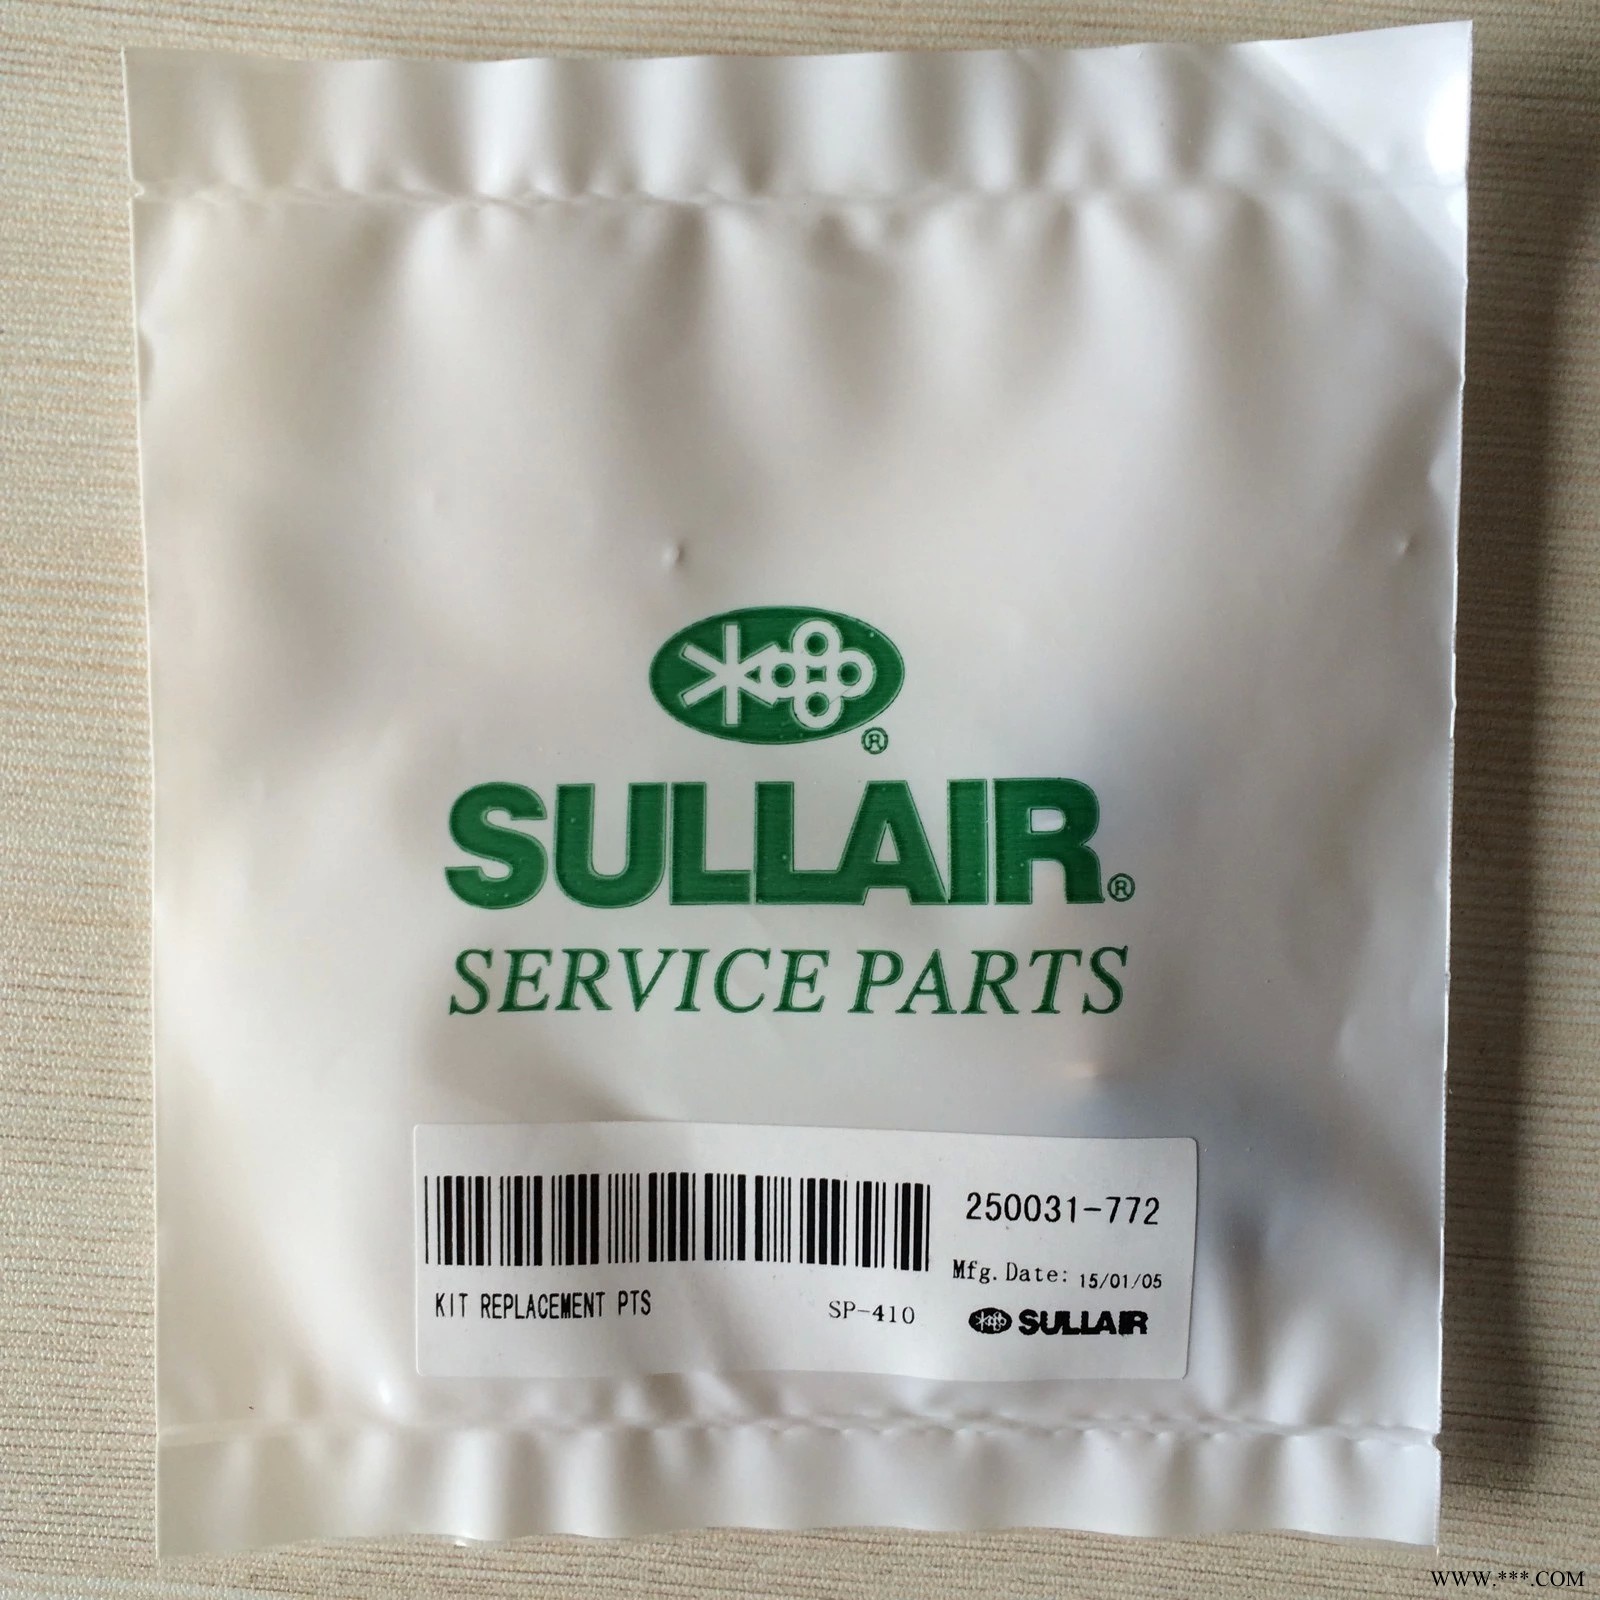 ®
SULLAIR®
SERVICE PARTS
250031-772
Mfg. Date: 15/01/05
KIT REPLACEMENT PTS
SP-410
SULLAIR
WWW.***.COM